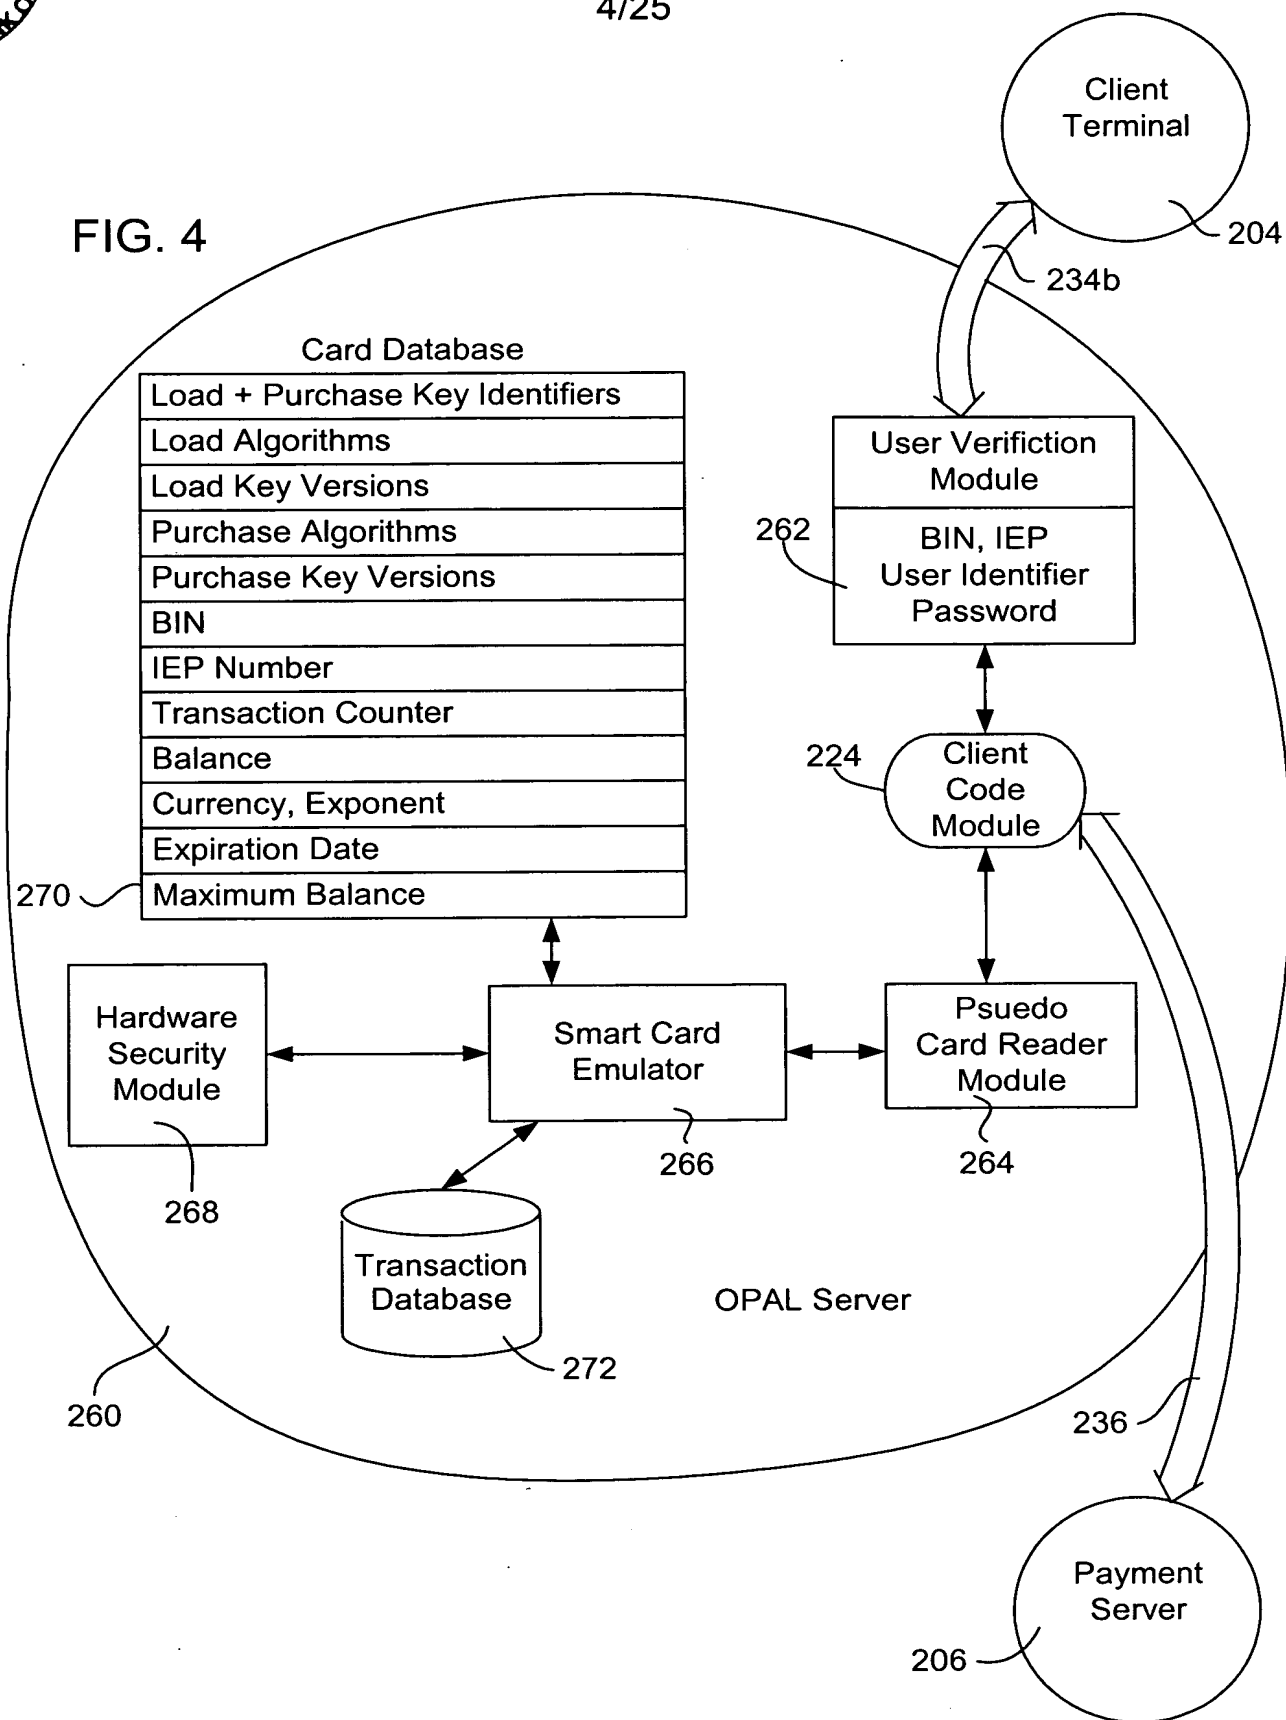 4/25
Client
Terminal
FIG. 4
204
234b
Card Database
Load + Purchase Key Identifiers
Load Algorithms
Load Key Versions
Purchase Algorithms
Purchase Key Versions
BIN
IEP Number
Transaction Counter
Balance
Currency, Exponent
Expiration Date
Maximum Balance
270
User Verifiction
Module
262
BIN, IEP
User Identifier
Password
224
Client
Code
Module
Hardware
Security
Module
Smart Card
Emulator
Psuedo
Card Reader
Module
266
264
268
Transaction
Database
OPAL Server
272
260
236
Payment
Server
206